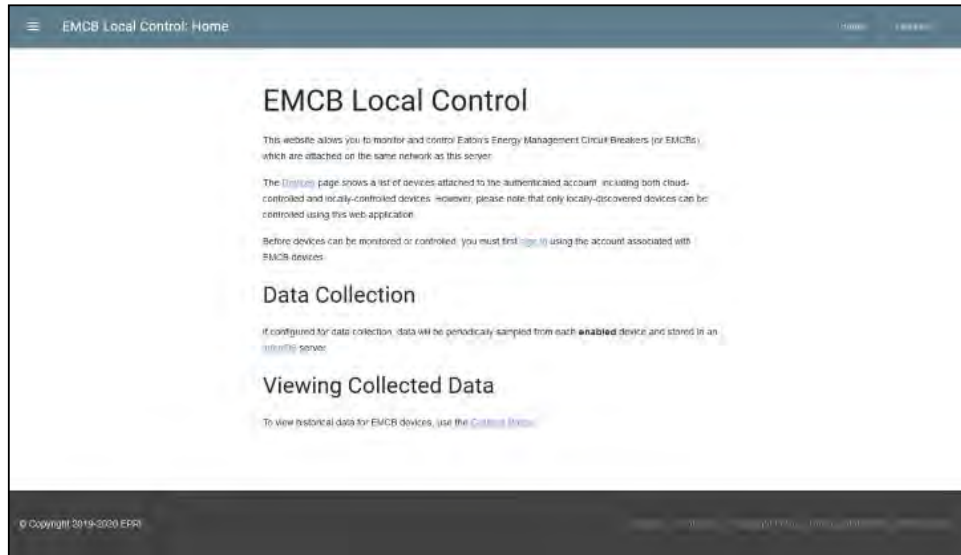 EMCB Local Control: Home
EMCB Local Control
This website allows you to monitor and control Eaton's Energy Management Circuit Breakers (or EMCBs)
which are attached on the same network as this server
The Devices page shows a list of devices attached to the authenticated account, including both cloud-
controlled and locally-controlled devices. However, please note that only locally-discovered devices can be
controlled using this web application
Before devices can be monitored or controlled, you must first sign in using the account associated with
EMCB devices
Data Collection
If configured for data collection, data will be periodically sampled from each enabled device and stored in an
server
Viewing Collected Data
To view historical data for EMCB devices, use the
© Copyright 2019-2020 EPRI